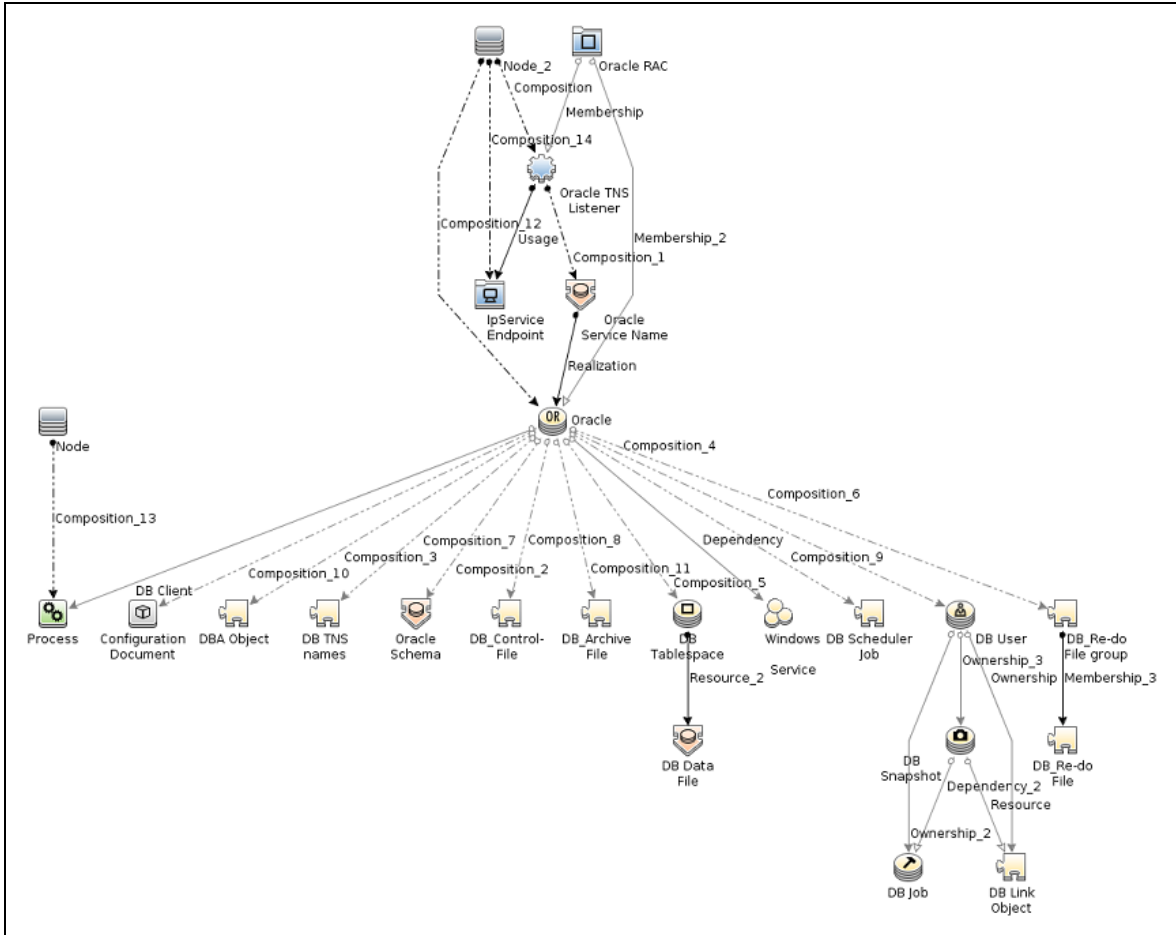 Node_2
Oracle RAC
Composition
Membership
Composition_14
Oracle TNS
Listener
Composition_12
Usage
Membership_2
Composition_1
IpService
Endpoint
Oracle
Service Name
Realization
OR
Oracle
Node
Composition_4
Composition_6
Composition_13
Composition_7
Composition_8
Dependency
Composition_9
Composition_3
Composition_10
Composition_2
Composition_11
Composition_5
DB Client
Process
Configuration
Document
DBA Object
DB TNS
names
Oracle
Schema
DB_Control-
File
DB_Archive
File
DB
Tablespace
Windows
Service
DB Scheduler
Job
DB User
DB_Re-do
File group
Ownership_3
Ownership
Resource_2
Membership_3
DB Data
File
DB
Snapshot
DB_Re-do
File
Dependency_2
Resource
Ownership_2
DB Job
DB Link
Object